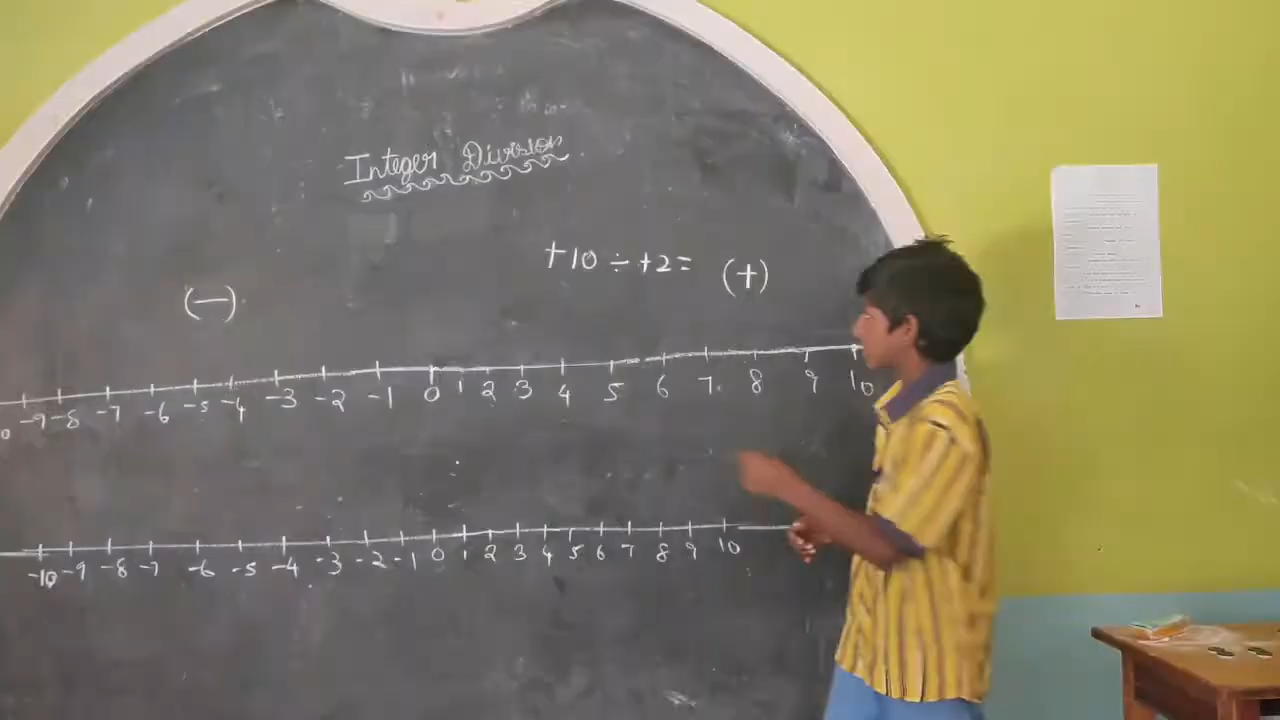 Integer Division
+10 ÷ +2 = (+)
(−)
-9 -8 -7 -6 -5 -4 -3 -2 -1 0 1 2 3 4 5 6 7 8 9 10
-10 -9 -8 -7 -6 -5 -4 -3 -2 -1 0 1 2 3 4 5 6 7 8 9 10